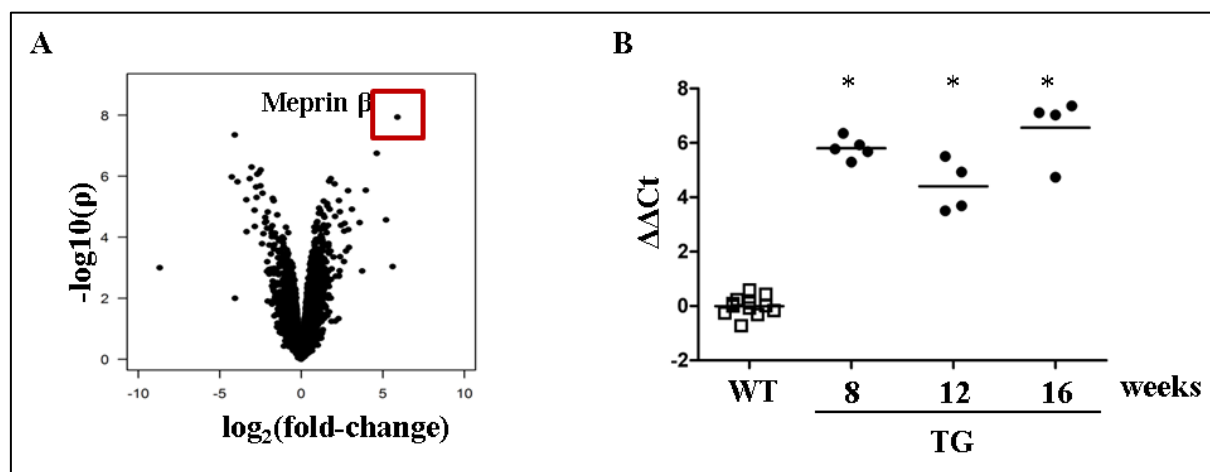 A
Meprin β
8
6
4
2
0
-log10(ρ)
-10 -5 0 5 10
log2(fold-change)
B
* * *
8
6
4
2
0
-2
ΔΔCt
WT 8 12 16 weeks
TG